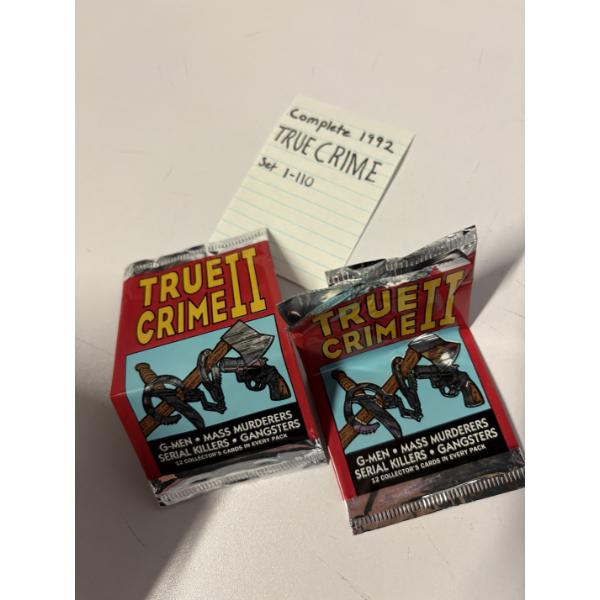 Complete 1992
TRUE CRIME
Set 1-110
TRUE
CRIME II
G-MEN • MASS MURDERERS
SERIAL KILLERS • GANGSTERS
12 COLLECTOR'S CARDS IN EVERY PACK
TRUE
CRIME II
G-MEN • MASS MURDERERS
SERIAL KILLERS • GANGSTERS
12 COLLECTOR'S CARDS IN EVERY PACK